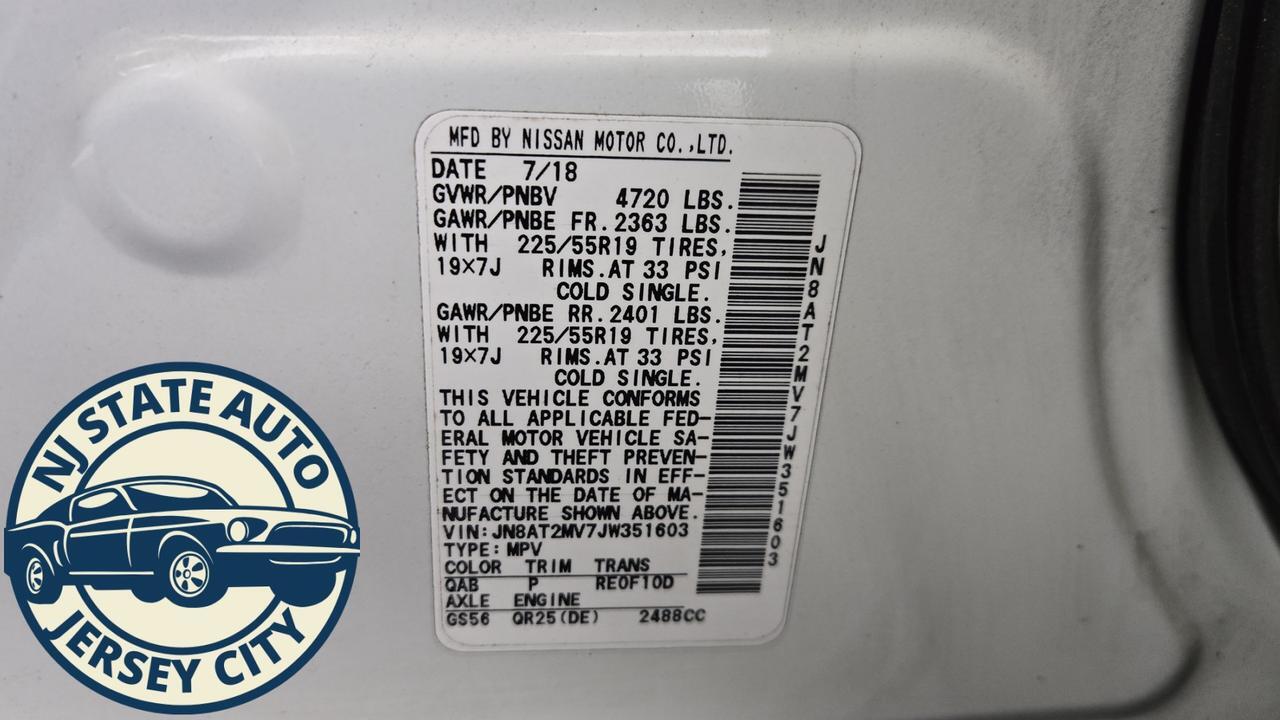 MFD BY NISSAN MOTOR CO.,LTD.
DATE 7/18
GVWR/PNBV 4720 LBS.
GAWR/PNBE FR.2363 LBS.
WITH 225/55R19 TIRES,
19×7J RIMS.AT 33 PSI
COLD SINGLE.
GAWR/PNBE RR.2401 LBS.
WITH 225/55R19 TIRES,
19×7J RIMS.AT 33 PSI
COLD SINGLE.
THIS VEHICLE CONFORMS
TO ALL APPLICABLE FED-
ERAL MOTOR VEHICLE SA-
FETY AND THEFT PREVEN-
TION STANDARDS IN EFF-
ECT ON THE DATE OF MA-
NUFACTURE SHOWN ABOVE.
VIN:JN8AT2MV7JW351603
TYPE:MPV
COLOR TRIM TRANS
QAB P RE0F10D
AXLE ENGINE
GS56 QR25(DE) 2488CC
JN8AT2MV7JW351603
NJ STATE AUTO
JERSEY CITY